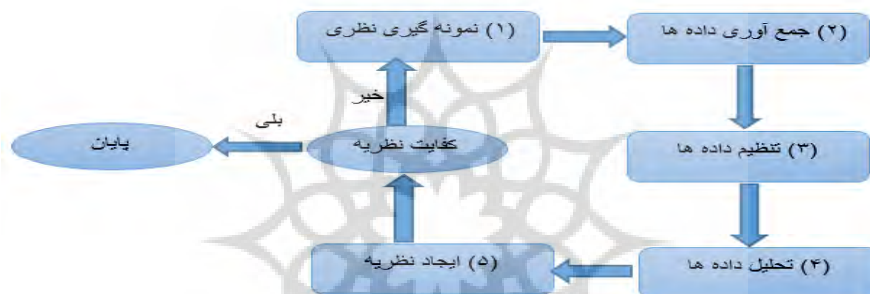 (۱) نمونه گیری نظری
(۲) جمع آوری داده ها
خیر
بلی
پایان
کفایت نظریه
(۳) تنظیم داده ها
(۵) ایجاد نظریه
(۴) تحلیل داده ها